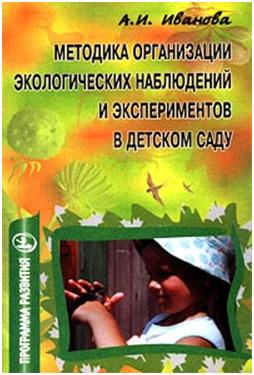 А.И. Иванова
МЕТОДИКА ОРГАНИЗАЦИИ
ЭКОЛОГИЧЕСКИХ НАБЛЮДЕНИЙ
И ЭКСПЕРИМЕНТОВ
В ДЕТСКОМ САДУ
ПРОГРАММА РАЗВИТИЯ